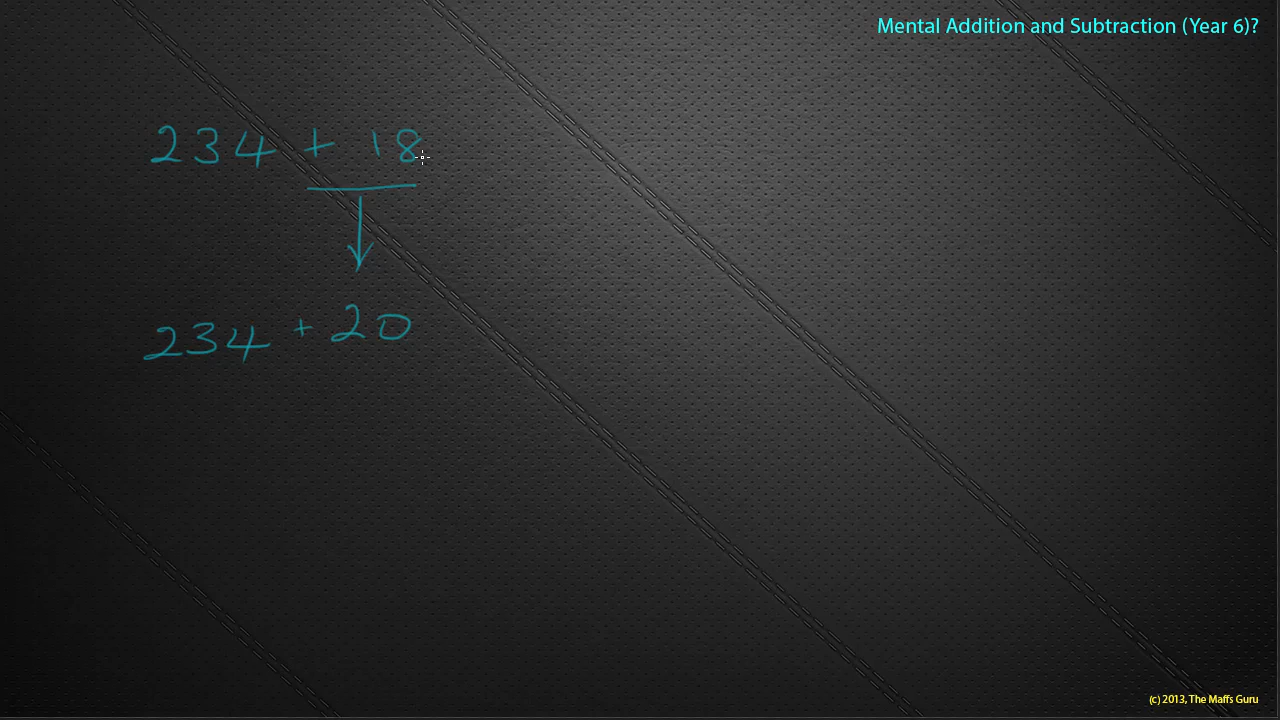 Mental Addition and Subtraction (Year 6)?
234 + 18
234 + 20
(c) 2013, The Maffs Guru